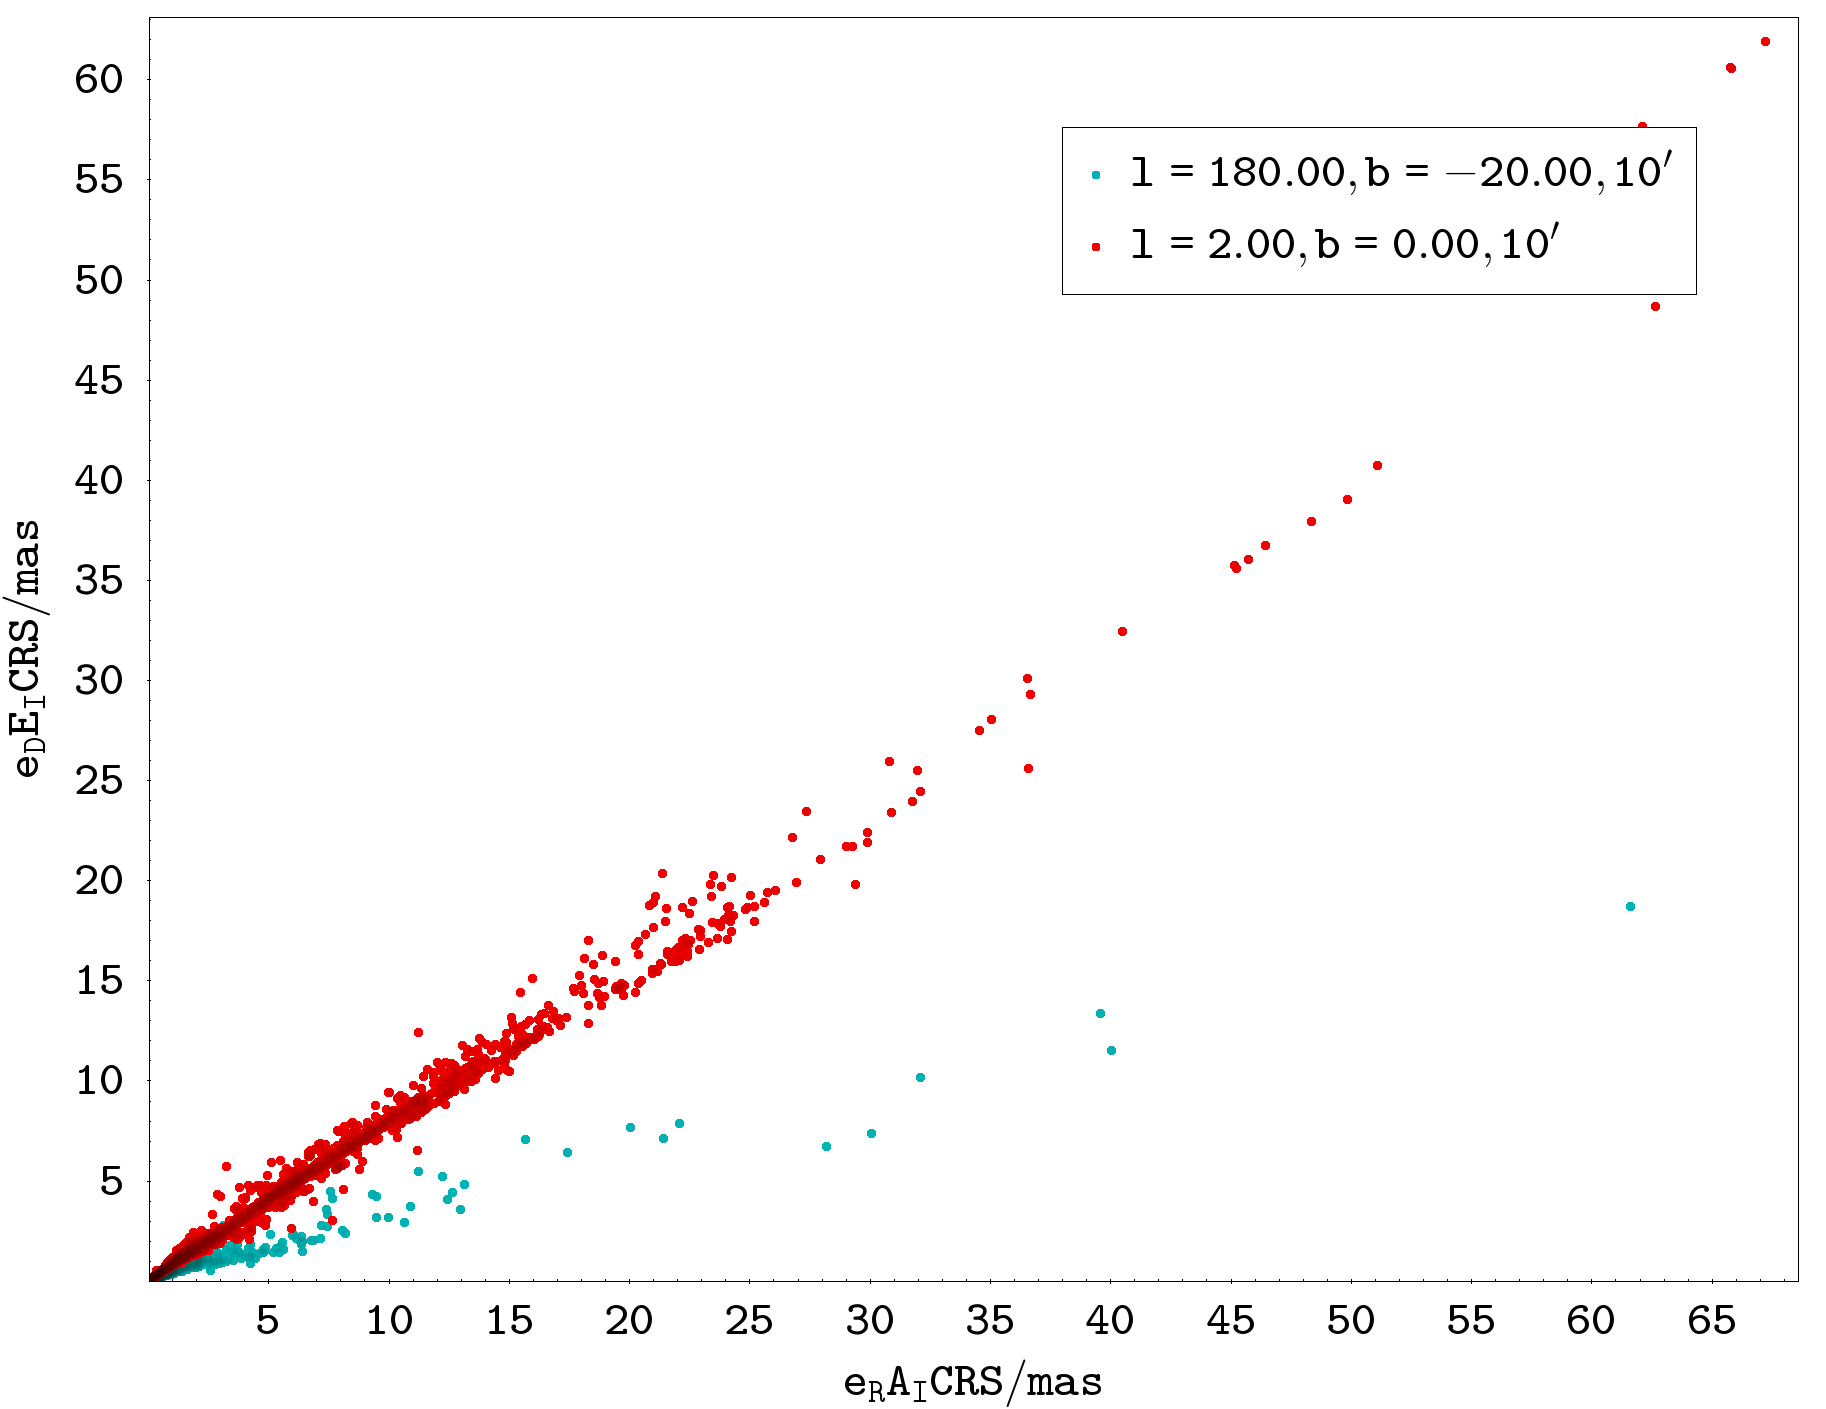 60
55
50
45
40
35
30
25
20
15
10
5
e_DE_ICRS/mas
l = 180.00, b = −20.00, 10′
l = 2.00, b = 0.00, 10′
5 10 15 20 25 30 35 40 45 50 55 60 65
e_RA_ICRS/mas